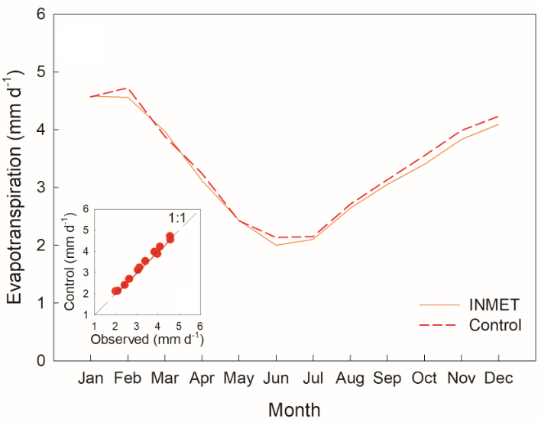 Evapotranspiration (mm d⁻¹)
6
5
4
3
2
1
0
Control (mm d⁻¹)
6
5
4
3
2
1
1:1
1 2 3 4 5 6
Observed (mm d⁻¹)
INMET
Control
Jan Feb Mar Apr May Jun Jul Aug Sep Oct Nov Dec
Month